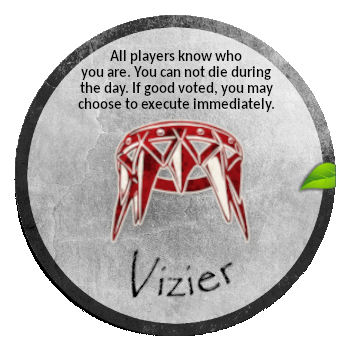 All players know who
you are. You can not die during
the day. If good voted, you may
choose to execute immediately.
Vizier